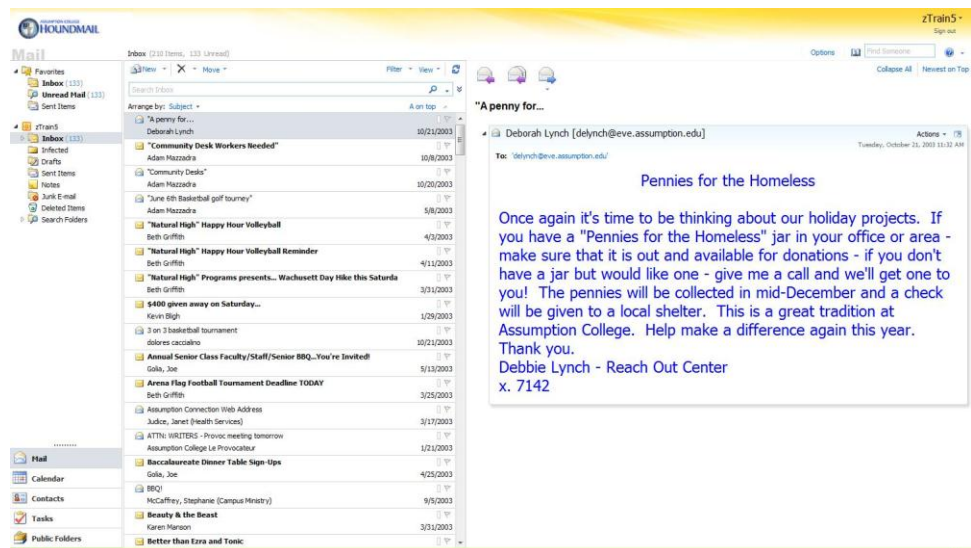 ASSUMPTION COLLEGE
HOUNDMAIL
zTrain5
Sign out
Mail
Inbox (210 Items, 133 Unread)
Options
Find Someone
Favorites
Inbox (133)
Unread Mail (133)
Sent Items
zTrain5
Inbox (133)
Infected
Drafts
Sent Items
Notes
Junk E-mail
Deleted Items
Search Folders
Mail
Calendar
Contacts
Tasks
Public Folders
New Move Filter View
Search Inbox
Arrange by: Subject A on top
"A penny for...
Deborah Lynch 10/21/2003
"Community Desk Workers Needed"
Adam Mazzadra 10/8/2003
"Community Desks"
Adam Mazzadra 10/20/2003
"June 6th Basketball golf tourney"
Adam Mazzadra 5/8/2003
"Natural High" Happy Hour Volleyball
Beth Griffith 4/3/2003
"Natural High" Happy Hour Volleyball Reminder
Beth Griffith 4/11/2003
"Natural High" Programs presents... Wachusett Day Hike this Saturda
Beth Griffith 3/31/2003
$400 given away on Saturday...
Kevin Bligh 1/29/2003
3 on 3 basketball tournament
dolores caccialino 10/21/2003
Annual Senior Class Faculty/Staff/Senior BBQ...You're Invited!
Golia, Joe 5/13/2003
Arena Flag Football Tournament Deadline TODAY
Beth Griffith 3/25/2003
Assumption Connection Web Address
Judice, Janet (Health Services) 3/17/2003
ATTN: WRITERS - Provoc meeting tomorrow
Assumption College Le Provocateur 1/21/2003
Baccalaureate Dinner Table Sign-Ups
Golia, Joe 4/25/2003
BBQ!
McCaffrey, Stephanie (Campus Ministry) 9/5/2003
Beauty & the Beast
Karen Manson 3/31/2003
Better than Ezra and Tonic
Collapse All Newest on Top
"A penny for...
Deborah Lynch [delynch@eve.assumption.edu] Actions
Tuesday, October 21, 2003 11:32 AM
To: 'delynch@eve.assumption.edu'
Pennies for the Homeless
Once again it's time to be thinking about our holiday projects. If
you have a "Pennies for the Homeless" jar in your office or area -
make sure that it is out and available for donations - if you don't
have a jar but would like one - give me a call and we'll get one to
you! The pennies will be collected in mid-December and a check
will be given to a local shelter. This is a great tradition at
Assumption College. Help make a difference again this year.
Thank you.
Debbie Lynch - Reach Out Center
x. 7142